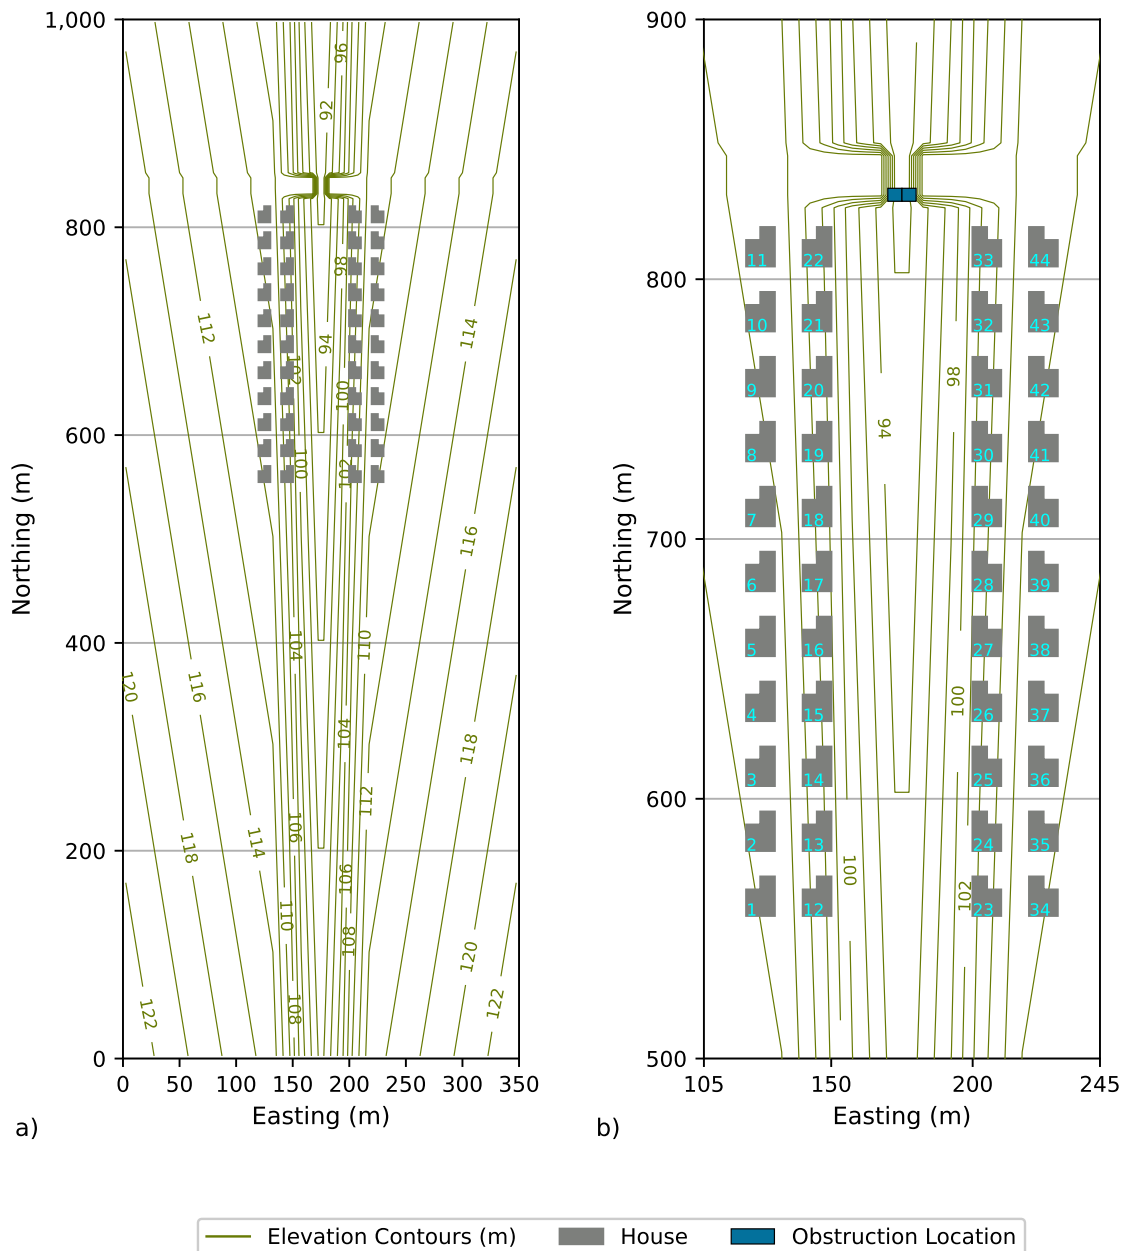 1,000
800
600
400
200
0
Northing (m)
0 50 100 150 200 250 300 350
Easting (m)
a)
96
92
98
112
114
94
102
100
100
102
116
104
110
120
116
104
118
112
106
118
114
106
110
108
120
108
122
122
900
800
700
600
500
Northing (m)
105 150 200 245
Easting (m)
b)
11 22 33 44
10 21 32 43
9 20 31 42
98
94
8 19 30 41
7 18 29 40
6 17 28 39
5 16 27 38
100
4 15 26 37
3 14 25 36
2 13 24 35
100
102
1 12 23 34
Elevation Contours (m) House Obstruction Location